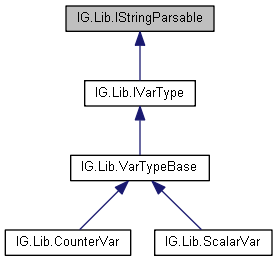 IG.Lib.IStringParsable
IG.Lib.IVarType
IG.Lib.VarTypeBase
IG.Lib.CounterVar
IG.Lib.ScalarVar